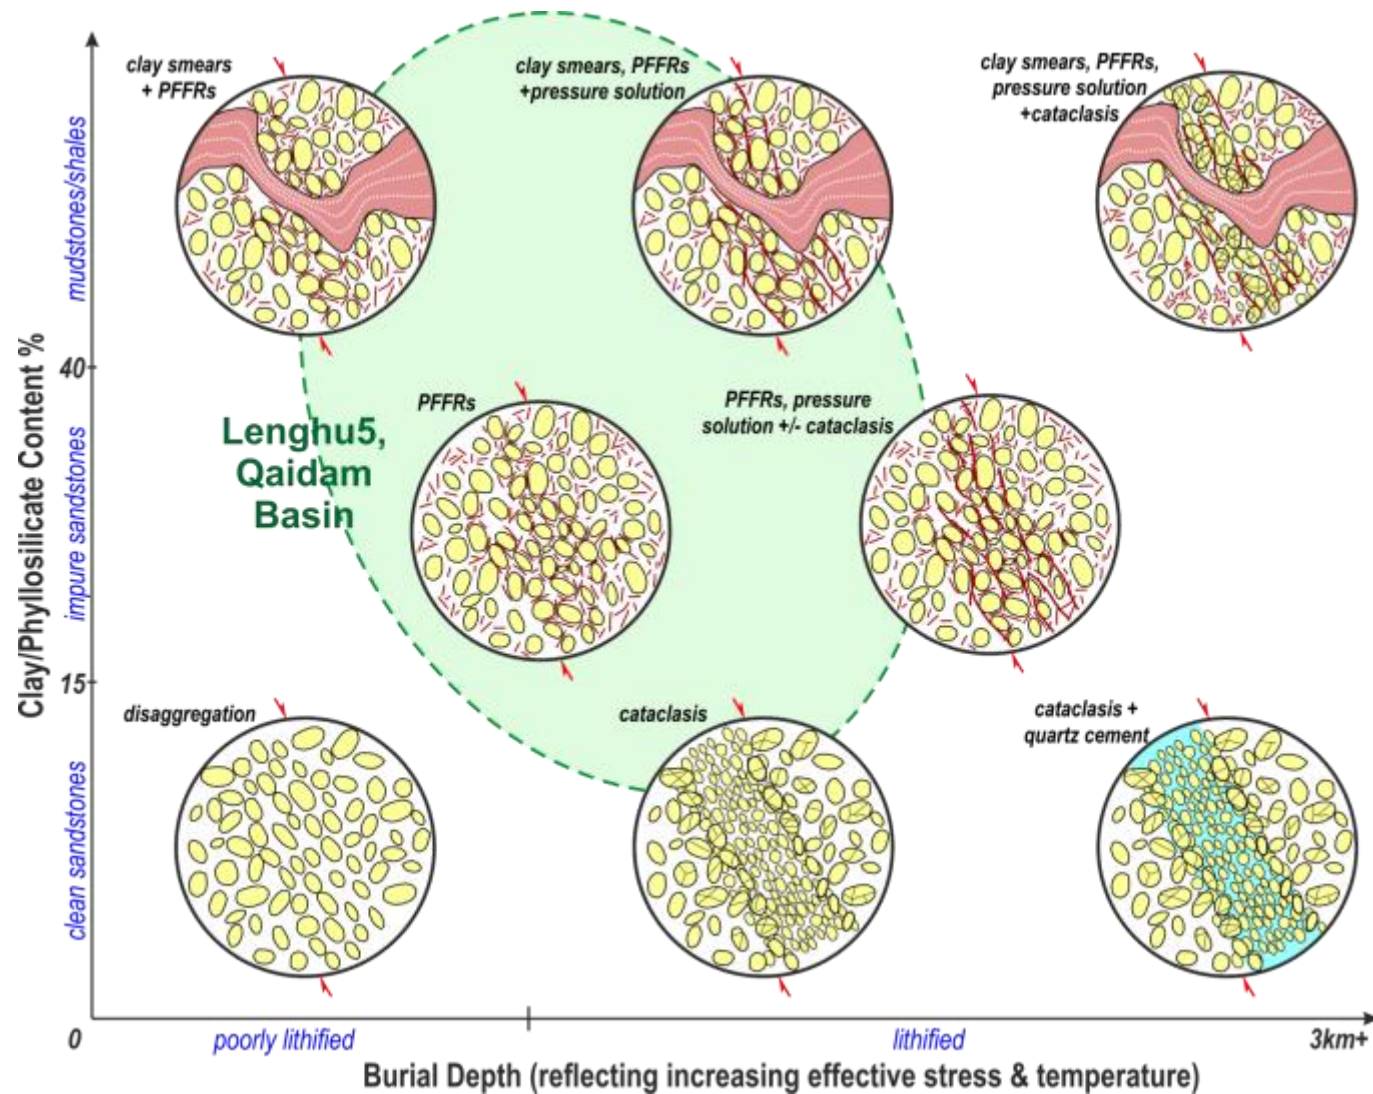 clay smears
+ PFFRs
clay smears, PFFRs
+pressure solution
clay smears, PFFRs,
pressure solution
+cataclasis
mudstones/shales
Clay/Phyllosilicate Content %
40
PFFRs
PFFRs, pressure
solution +/- cataclasis
Lenghu5,
Qaidam
Basin
impure sandstones
15
disaggregation
cataclasis
cataclasis +
quartz cement
clean sandstones
0
poorly lithified
lithified
3km+
Burial Depth (reflecting increasing effective stress & temperature)